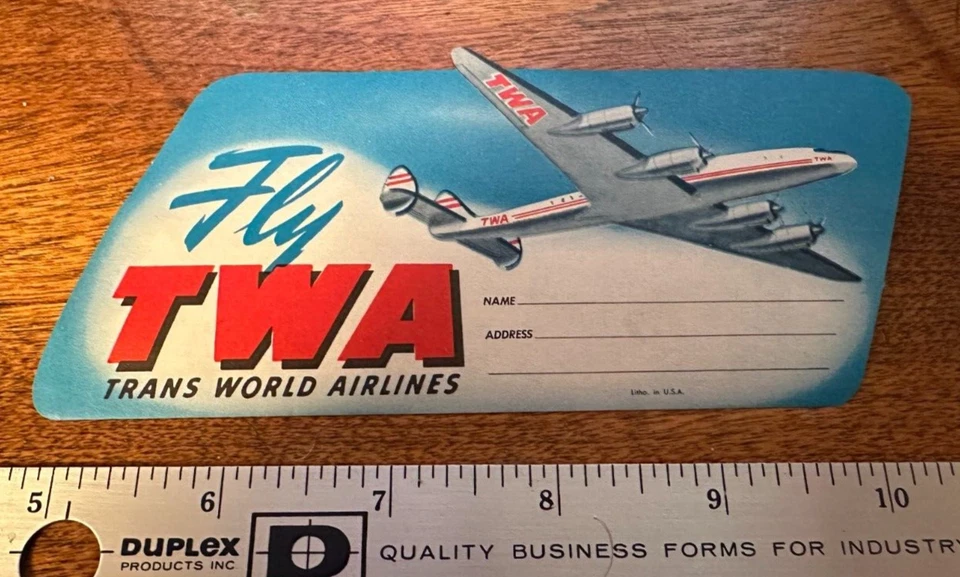 TWA
Fly
TWA
TWA
TWA
TRANS WORLD AIRLINES
NAME
ADDRESS
Litho. in U.S.A.
5 6 7 8 9 10
DUPLEX
PRODUCTS INC
D
QUALITY BUSINESS FORMS FOR INDUSTRY